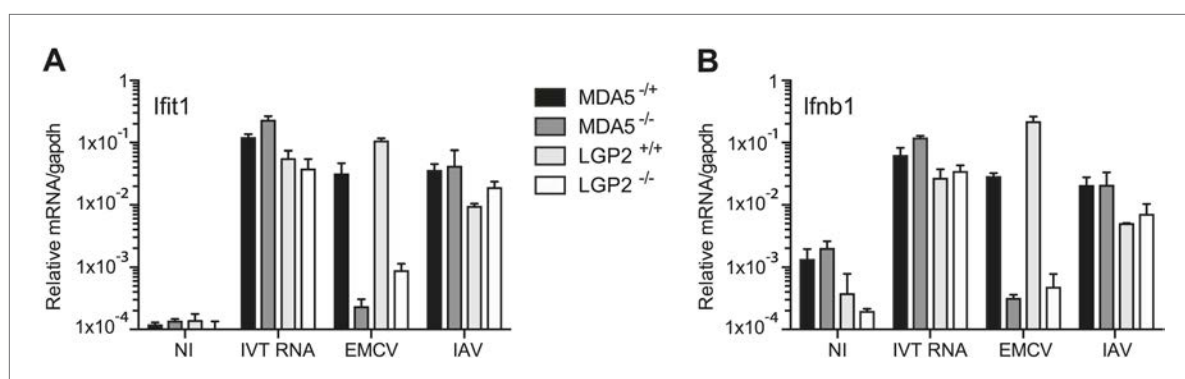 A
Ifit1
Relative mRNA/gapdh
1
1x10⁻¹
1x10⁻²
1x10⁻³
1x10⁻⁴
NI IVT RNA EMCV IAV
MDA5 -/+
MDA5 -/-
LGP2 +/+
LGP2 -/-
B
Ifnb1
Relative mRNA/gapdh
1
1x10⁻¹
1x10⁻²
1x10⁻³
1x10⁻⁴
NI IVT RNA EMCV IAV